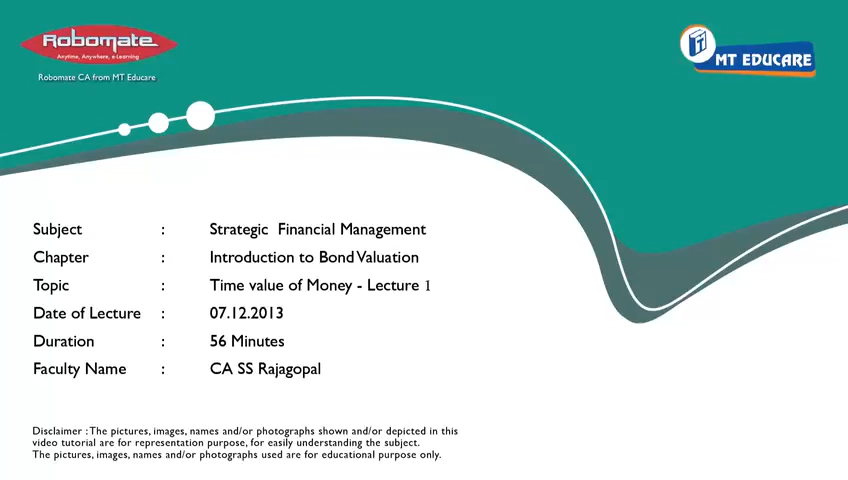 Robomate
Anytime, Anywhere, e-Learning
Robomate CA from MT Educare
MT EDUCARE
Subject : Strategic Financial Management
Chapter : Introduction to Bond Valuation
Topic : Time value of Money - Lecture 1
Date of Lecture : 07.12.2013
Duration : 56 Minutes
Faculty Name : CA SS Rajagopal
Disclaimer : The pictures, images, names and/or photographs shown and/or depicted in this
video tutorial are for representation purpose, for easily understanding the subject.
The pictures, images, names and/or photographs used are for educational purpose only.